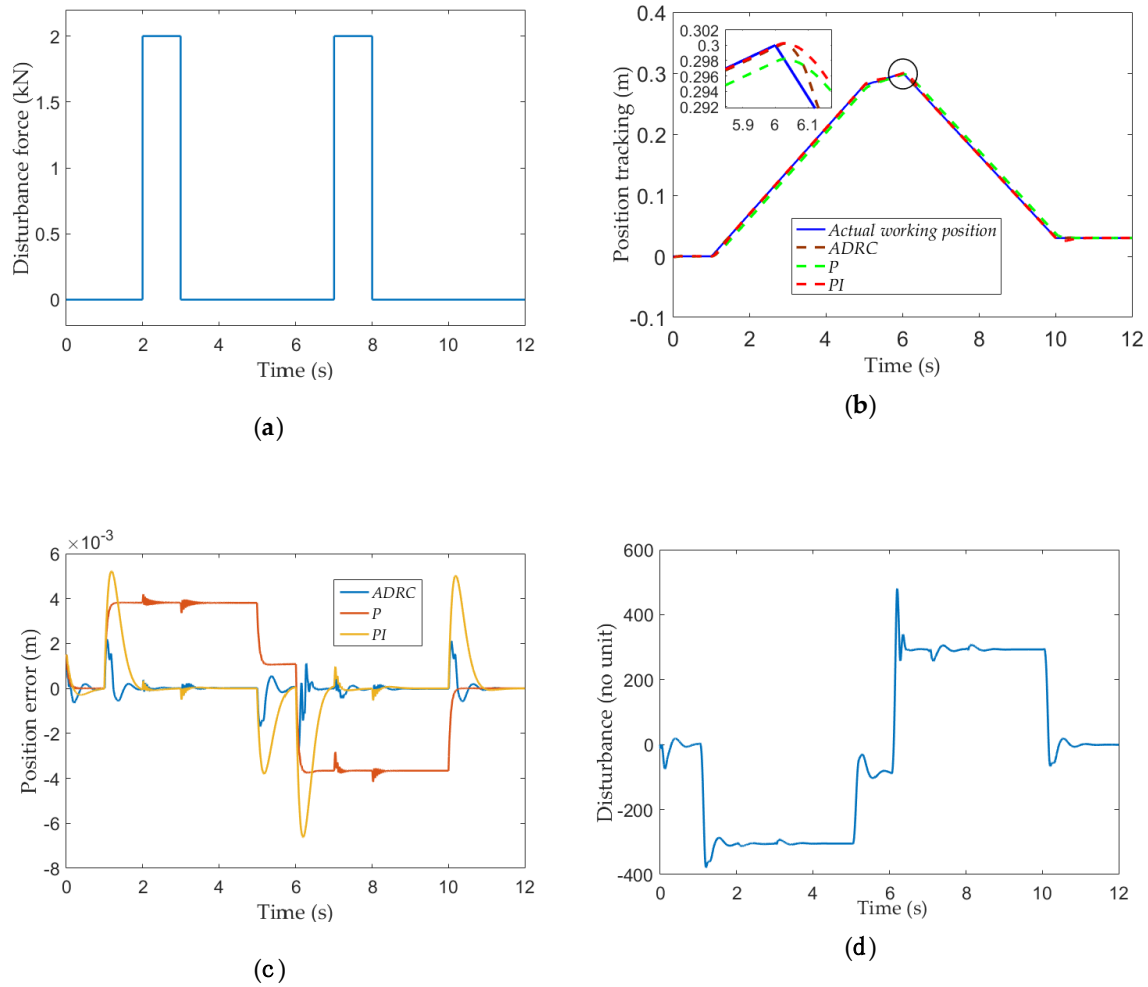 2
1.5
1
0.5
0
Disturbance force (kN)
0 2 4 6 8 10 12
Time (s)
(a)
0.4
0.3
0.2
0.1
0
-0.1
Position tracking (m)
0.302
0.3
0.298
0.296
0.294
0.292
5.9 6 6.1
Actual working position
ADRC
P
PI
0 2 4 6 8 10 12
Time (s)
(b)
×10⁻³
6
4
2
0
-2
-4
-6
-8
Position error (m)
ADRC
P
PI
0 2 4 6 8 10 12
Time (s)
(c)
600
400
200
0
-200
-400
Disturbance (no unit)
0 2 4 6 8 10 12
Time (s)
(d)